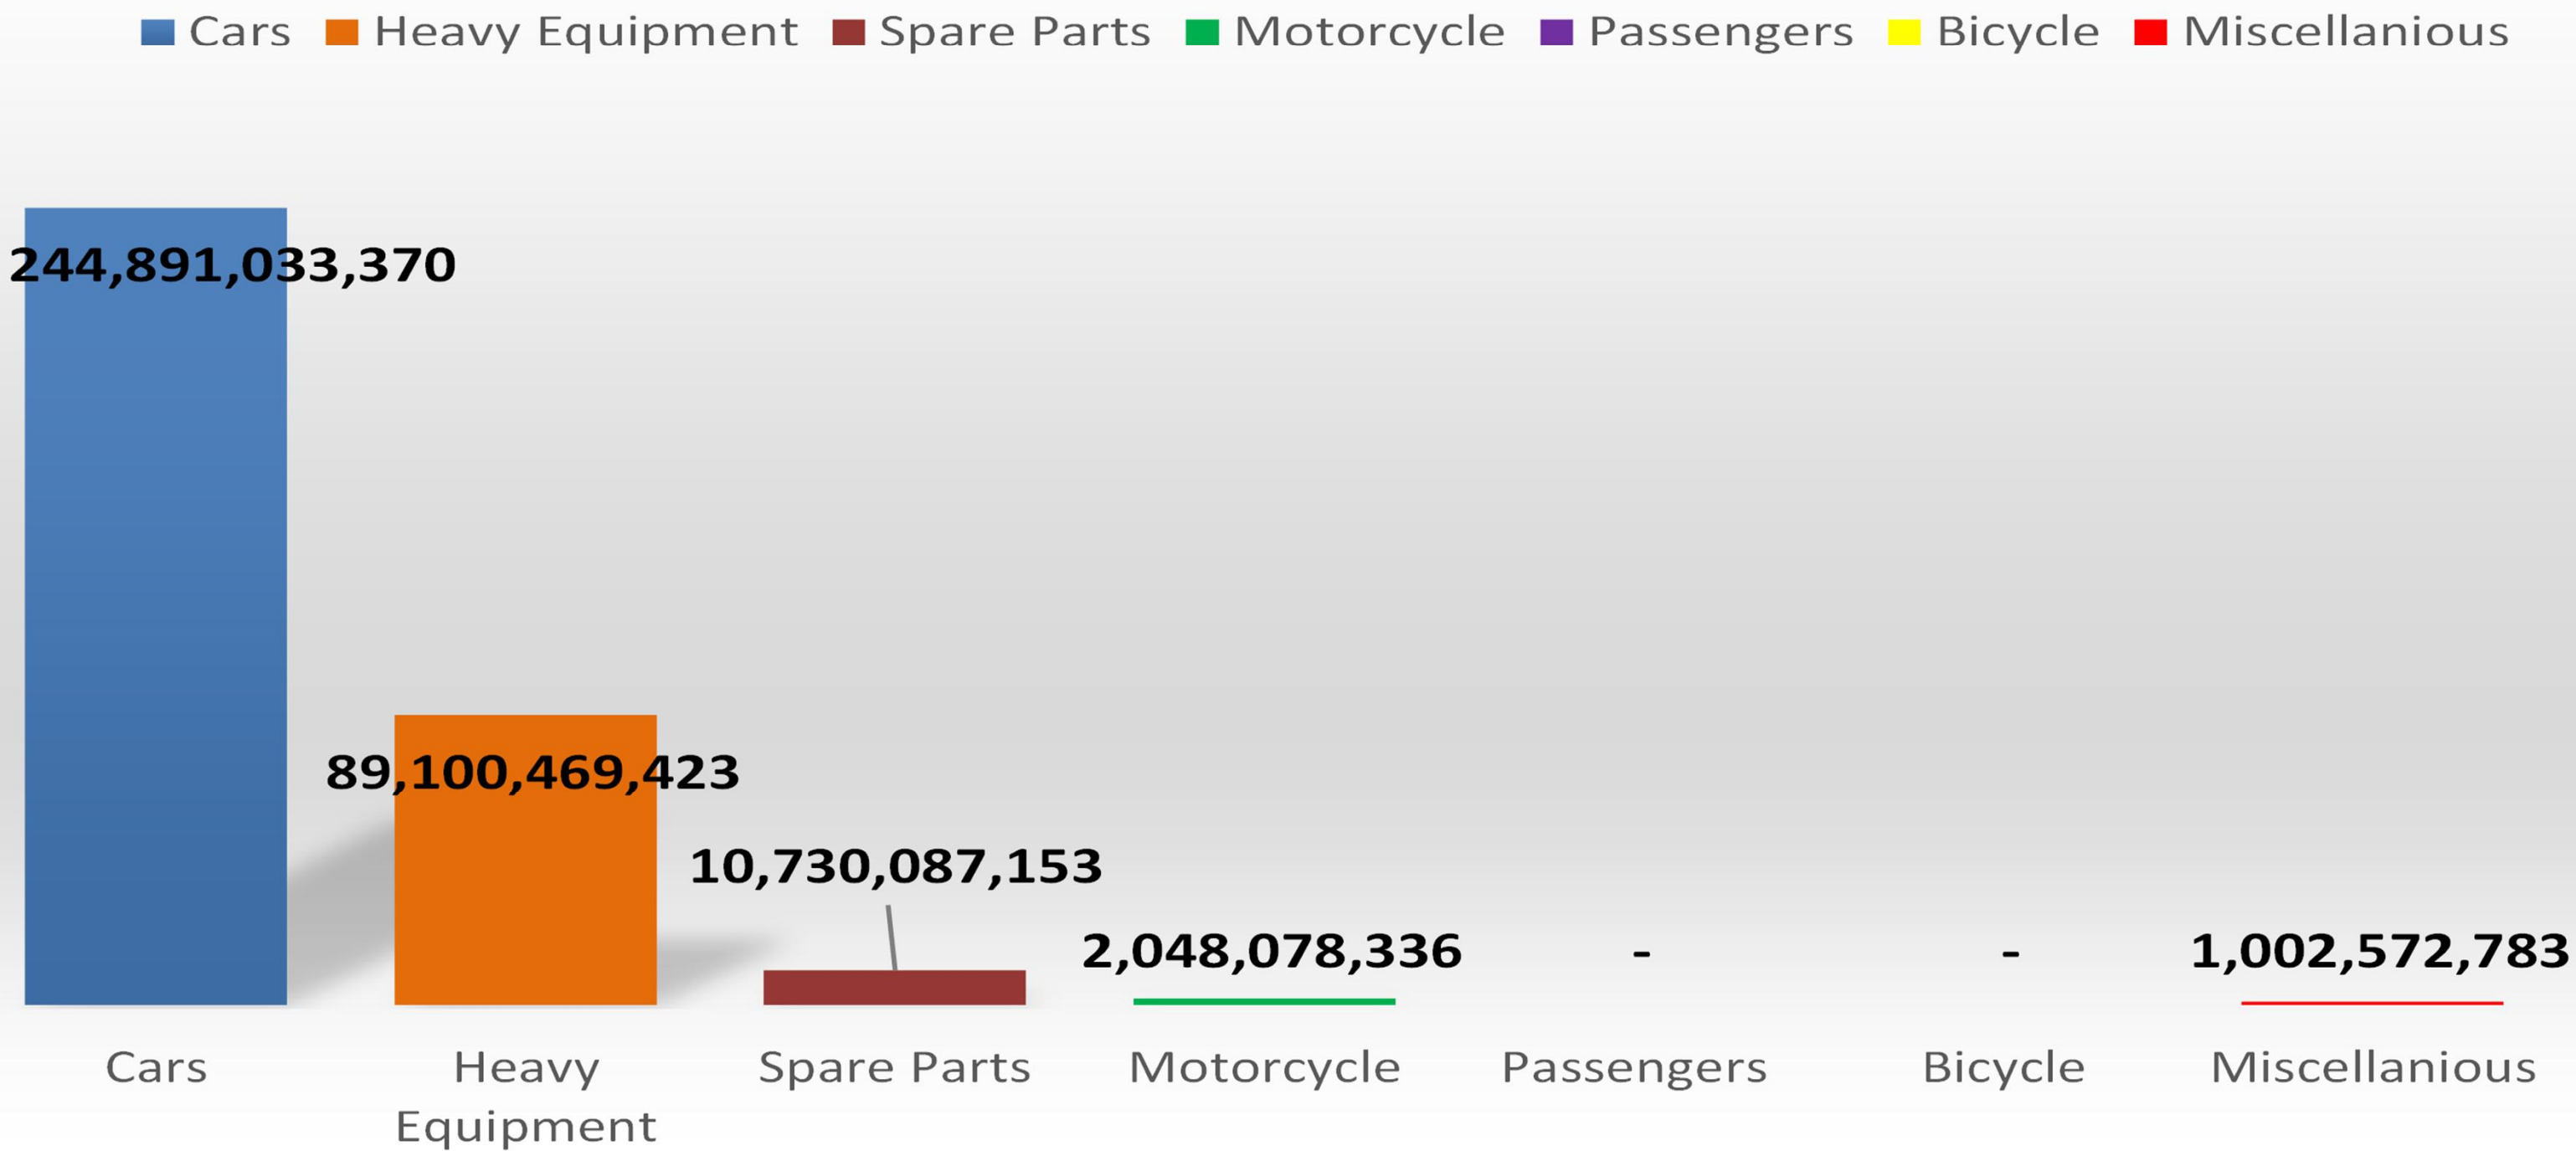 Cars Heavy Equipment Spare Parts Motorcycle Passengers Bicycle Miscellanious
244,891,033,370
89,100,469,423
10,730,087,153
2,048,078,336 - - 1,002,572,783
Cars Heavy Spare Parts Motorcycle Passengers Bicycle Miscellanious
Equipment